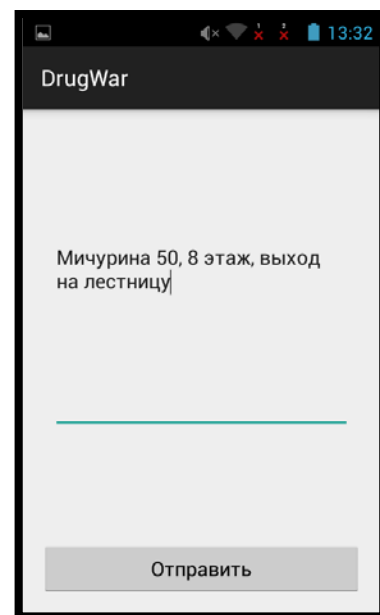 13:32
DrugWar
Мичурина 50, 8 этаж, выход
на лестницу
Отправить